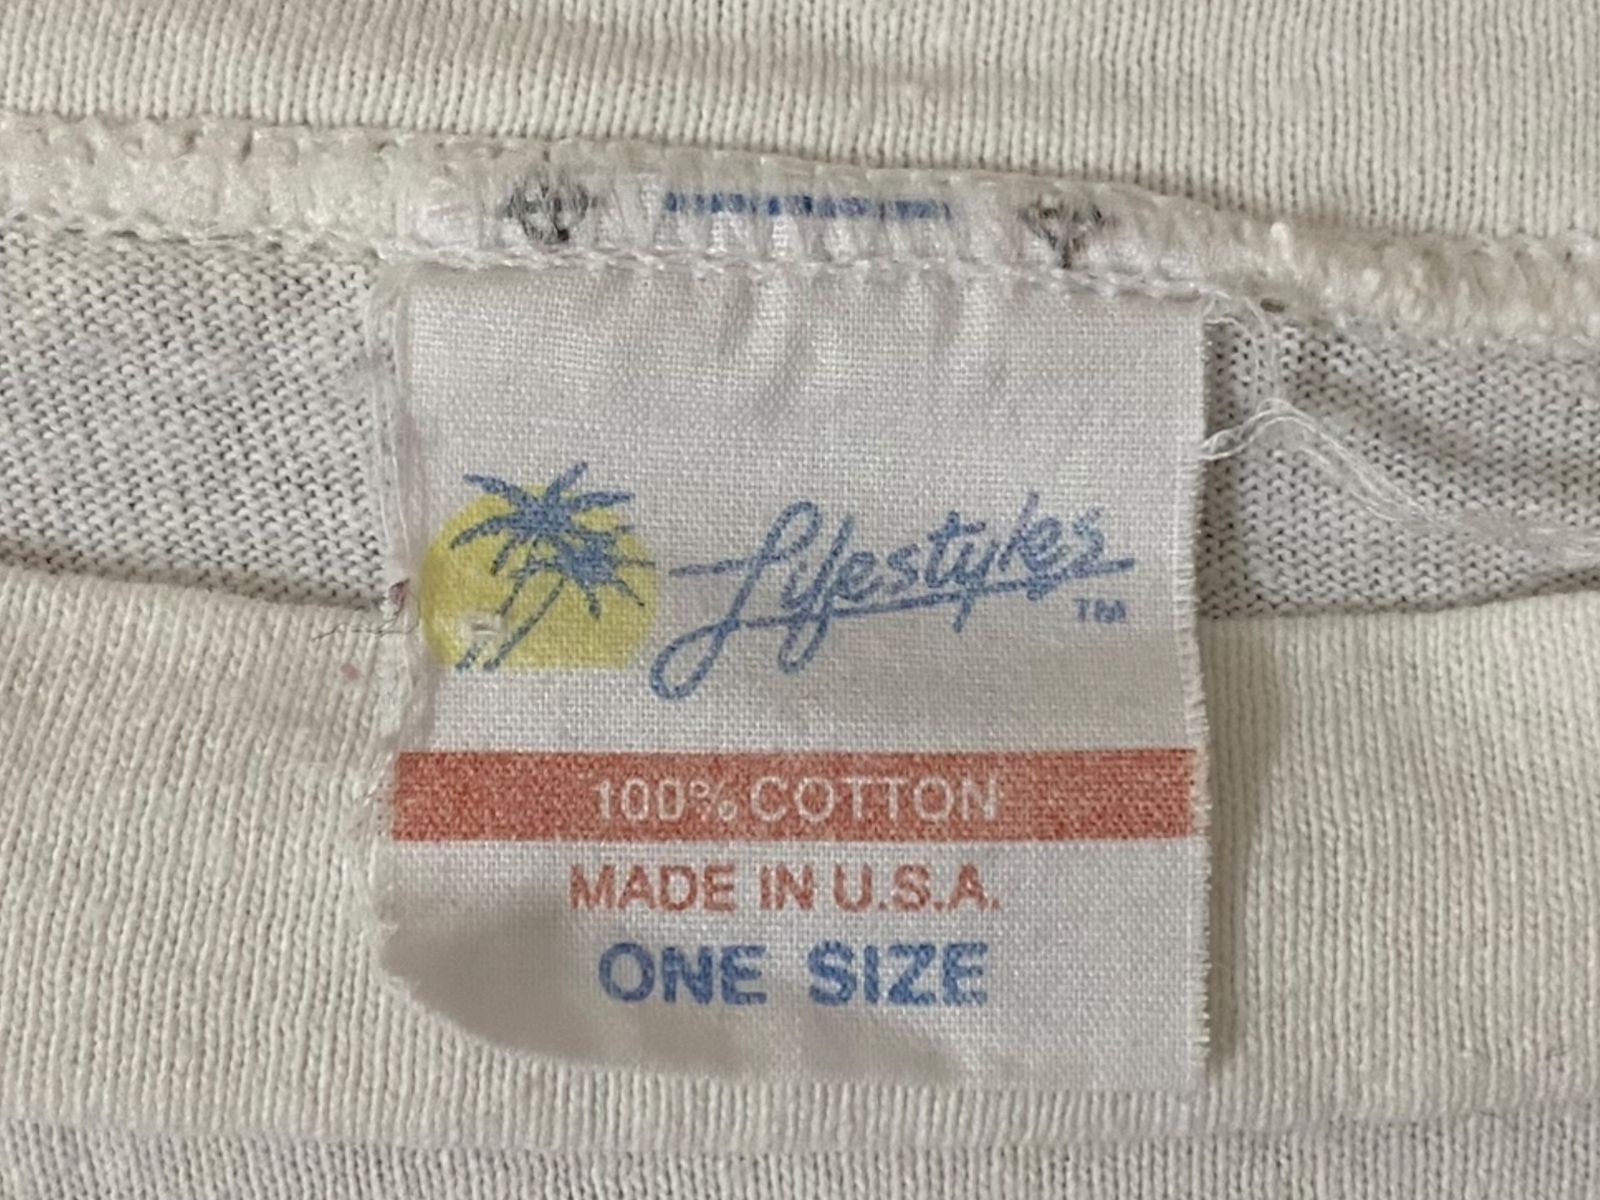 Lifestyles TM
100% COTTON
MADE IN U.S.A.
ONE SIZE